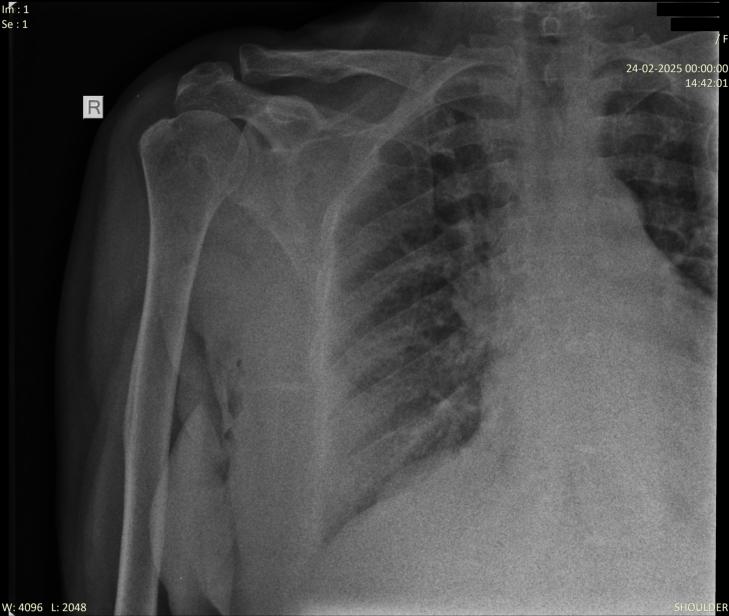 Im : 1
Se : 1
/ F
24-02-2025 00:00:00
14:42:01
R
W: 4096 L: 2048
SHOULDER